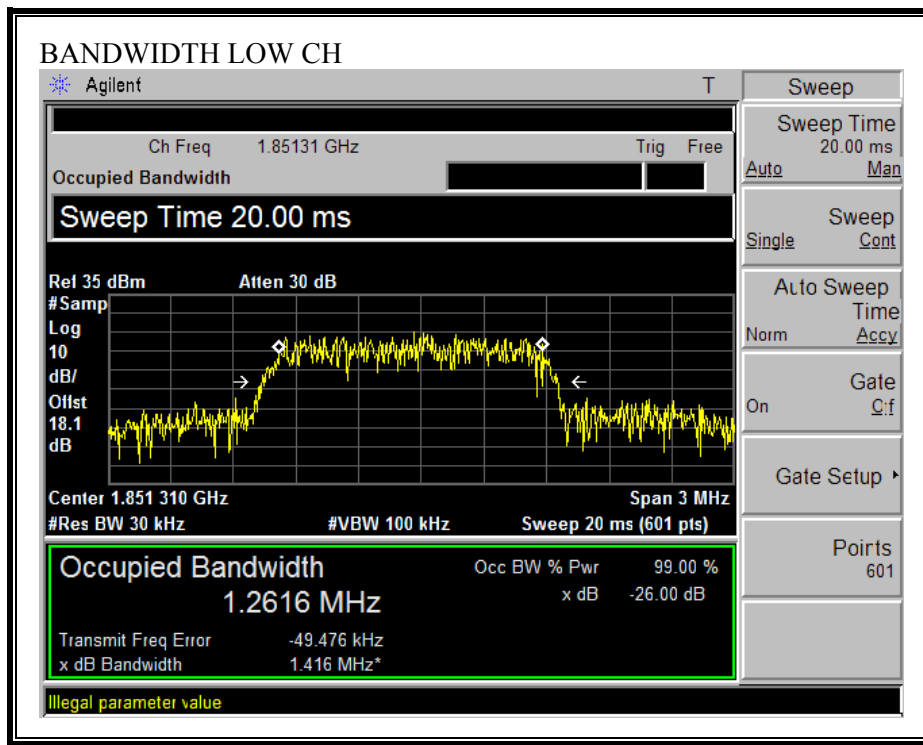 BANDWIDTH LOW CH
Agilent T
Ch Freq 1.85131 GHz Trig Free
Occupied Bandwidth
Sweep Time 20.00 ms
Ref 35 dBm Atten 30 dB
#Samp
Log
10
dB/
Offst
18.1
dB
Center 1.851 310 GHz Span 3 MHz
#Res BW 30 kHz #VBW 100 kHz Sweep 20 ms (601 pts)
Occupied Bandwidth
1.2616 MHz
Occ BW % Pwr 99.00 %
x dB -26.00 dB
Transmit Freq Error -49.476 kHz
x dB Bandwidth 1.416 MHz*
Illegal parameter value
Sweep
Sweep Time
20.00 ms
Auto Man
Sweep
Single Cont
Auto Sweep
Time
Norm Accy
Gate
On Off
Gate Setup
Points
601